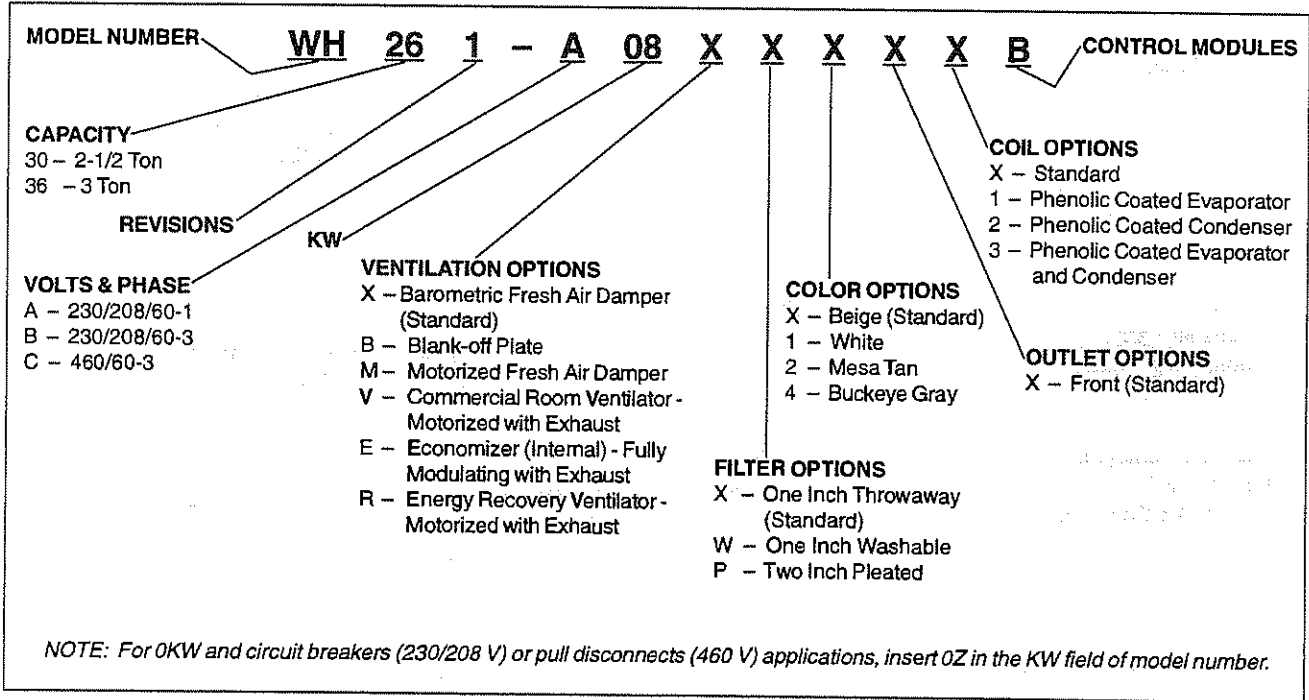 MODEL NUMBER WH 26 1 – A 08 X X X X X B CONTROL MODULES
CAPACITY
30 – 2-1/2 Ton
36 – 3 Ton
REVISIONS
KW
VOLTS & PHASE
A – 230/208/60-1
B – 230/208/60-3
C – 460/60-3
VENTILATION OPTIONS
X – Barometric Fresh Air Damper
(Standard)
B – Blank-off Plate
M – Motorized Fresh Air Damper
V – Commercial Room Ventilator -
Motorized with Exhaust
E – Economizer (Internal) - Fully
Modulating with Exhaust
R – Energy Recovery Ventilator -
Motorized with Exhaust
FILTER OPTIONS
X – One Inch Throwaway
(Standard)
W – One Inch Washable
P – Two Inch Pleated
COLOR OPTIONS
X – Beige (Standard)
1 – White
2 – Mesa Tan
4 – Buckeye Gray
OUTLET OPTIONS
X – Front (Standard)
COIL OPTIONS
X – Standard
1 – Phenolic Coated Evaporator
2 – Phenolic Coated Condenser
3 – Phenolic Coated Evaporator
and Condenser
NOTE: For 0KW and circuit breakers (230/208 V) or pull disconnects (460 V) applications, insert 0Z in the KW field of model number.